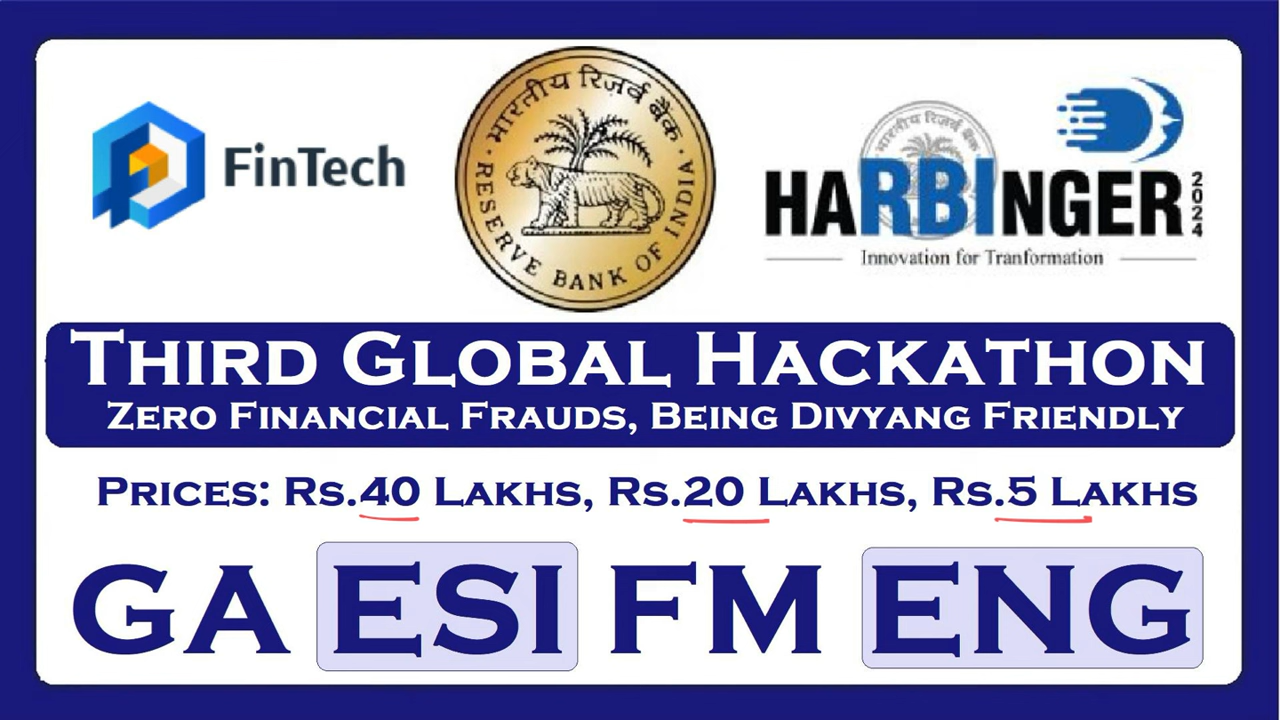 FinTech
भारतीय रिज़र्व बैंक
RESERVE BANK OF INDIA
भारतीय रिज़र्व बैंक
HARBINGER
2024
Innovation for Tranformation
THIRD GLOBAL HACKATHON
ZERO FINANCIAL FRAUDS, BEING DIVYANG FRIENDLY
PRICES: RS.40 LAKHS, RS.20 LAKHS, RS.5 LAKHS
GA ESI FM ENG